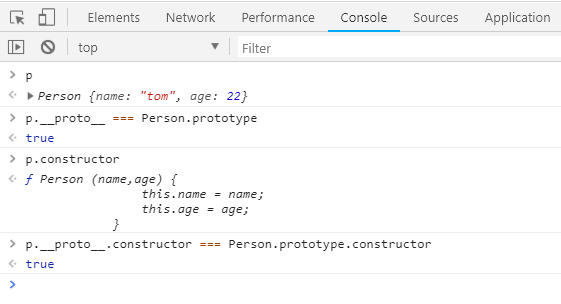 Elements Network Performance Console Sources Application
top ▼ Filter
> p
▶ Person {name: "tom", age: 22}
> p.__proto__ === Person.prototype
true
> p.constructor
ƒ Person (name,age) {
this.name = name;
this.age = age;
}
> p.__proto__.constructor === Person.prototype.constructor
true
>